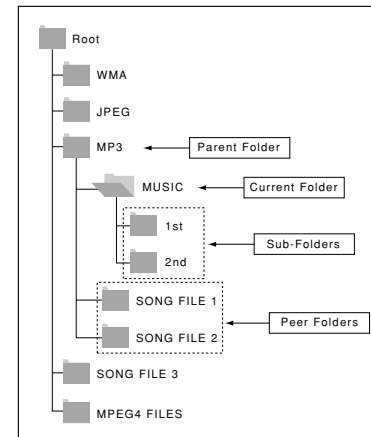 Root
WMA
JPEG
MP3
Parent Folder
MUSIC
Current Folder
1st
Sub-Folders
2nd
SONG FILE 1
Peer Folders
SONG FILE 2
SONG FILE 3
MPEG4 FILES